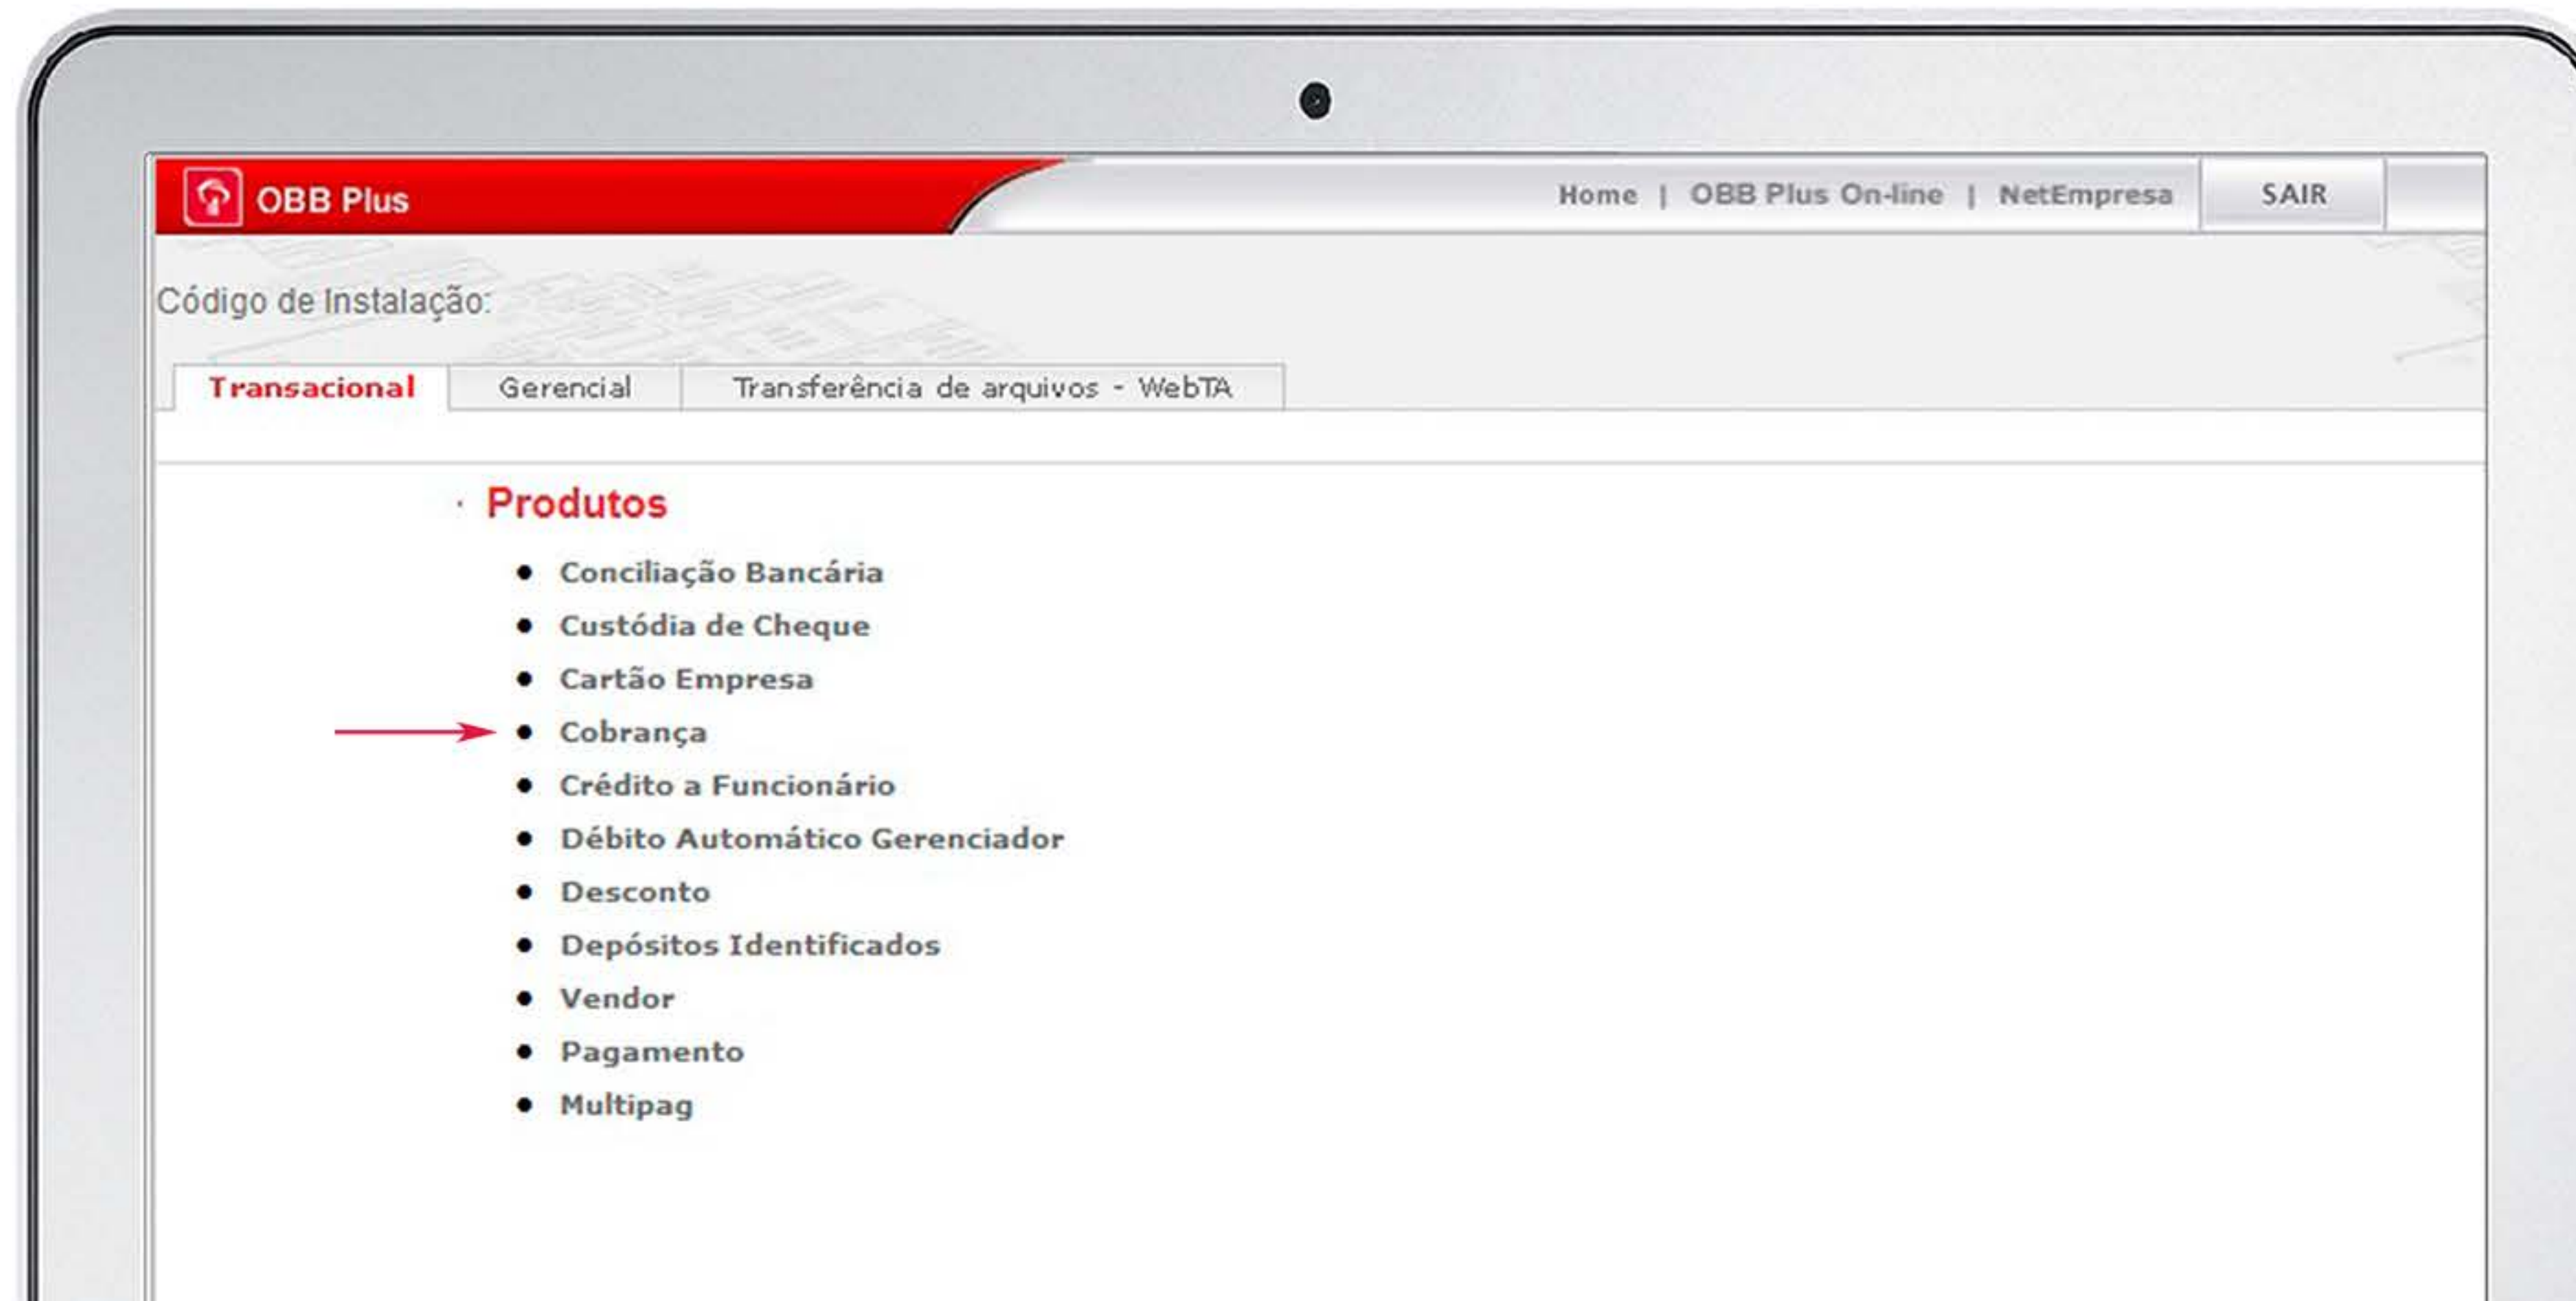 OBB Plus
Home | OBB Plus On-line | NetEmpresa SAIR
Código de Instalação:
Transacional Gerencial Transferência de arquivos - WebTA
· Produtos
• Conciliação Bancária
• Custódia de Cheque
• Cartão Empresa
• Cobrança
• Crédito a Funcionário
• Débito Automático Gerenciador
• Desconto
• Depósitos Identificados
• Vendor
• Pagamento
• Multipag